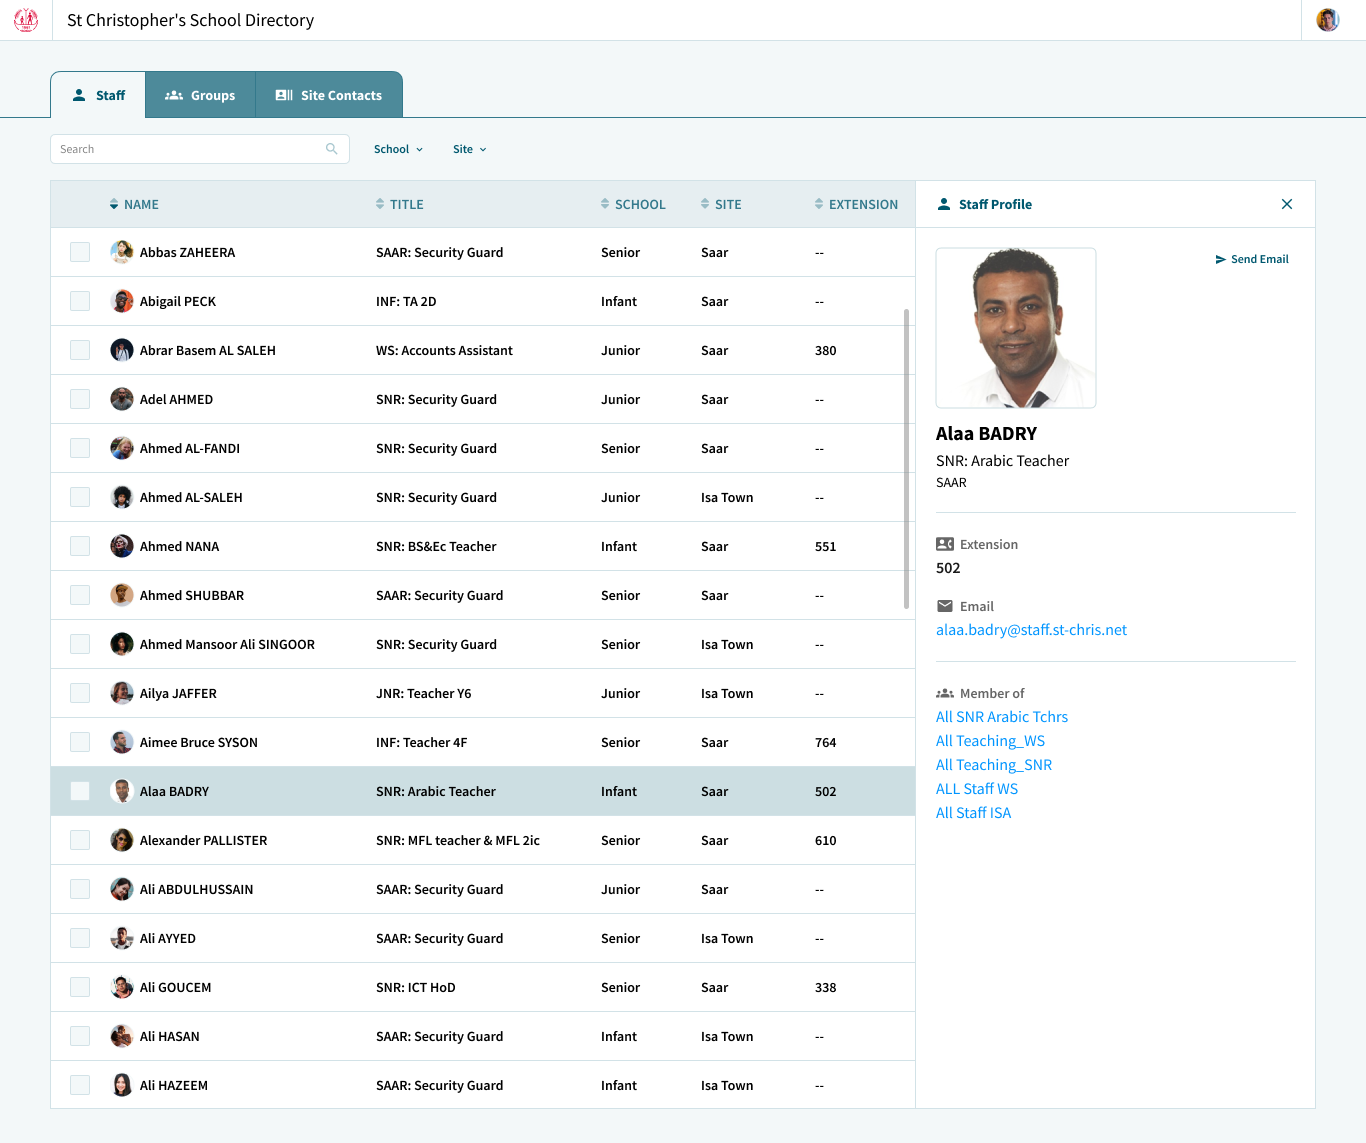 St Christopher's School Directory
Staff
Groups
Site Contacts
Search
School
Site
NAME TITLE SCHOOL SITE EXTENSION
Abbas ZAHEERA SAAR: Security Guard Senior Saar --
Abigail PECK INF: TA 2D Infant Saar --
Abrar Basem AL SALEH WS: Accounts Assistant Junior Saar 380
Adel AHMED SNR: Security Guard Junior Saar --
Ahmed AL-FANDI SNR: Security Guard Senior Saar --
Ahmed AL-SALEH SNR: Security Guard Junior Isa Town --
Ahmed NANA SNR: BS&Ec Teacher Infant Saar 551
Ahmed SHUBBAR SAAR: Security Guard Senior Saar --
Ahmed Mansoor Ali SINGOOR SNR: Security Guard Senior Isa Town --
Ailya JAFFER JNR: Teacher Y6 Junior Isa Town --
Aimee Bruce SYSON INF: Teacher 4F Senior Saar 764
Alaa BADRY SNR: Arabic Teacher Infant Saar 502
Alexander PALLISTER SNR: MFL teacher & MFL 2ic Senior Saar 610
Ali ABDULHUSSAIN SAAR: Security Guard Junior Saar --
Ali AYYED SAAR: Security Guard Senior Isa Town --
Ali GOUCEM SNR: ICT HoD Senior Saar 338
Ali HASAN SAAR: Security Guard Infant Isa Town --
Ali HAZEEM SAAR: Security Guard Infant Isa Town --
Staff Profile
Send Email
Alaa BADRY
SNR: Arabic Teacher
SAAR
Extension
502
Email
alaa.badry@staff.st-chris.net
Member of
All SNR Arabic Tchrs
All Teaching_WS
All Teaching_SNR
ALL Staff WS
All Staff ISA